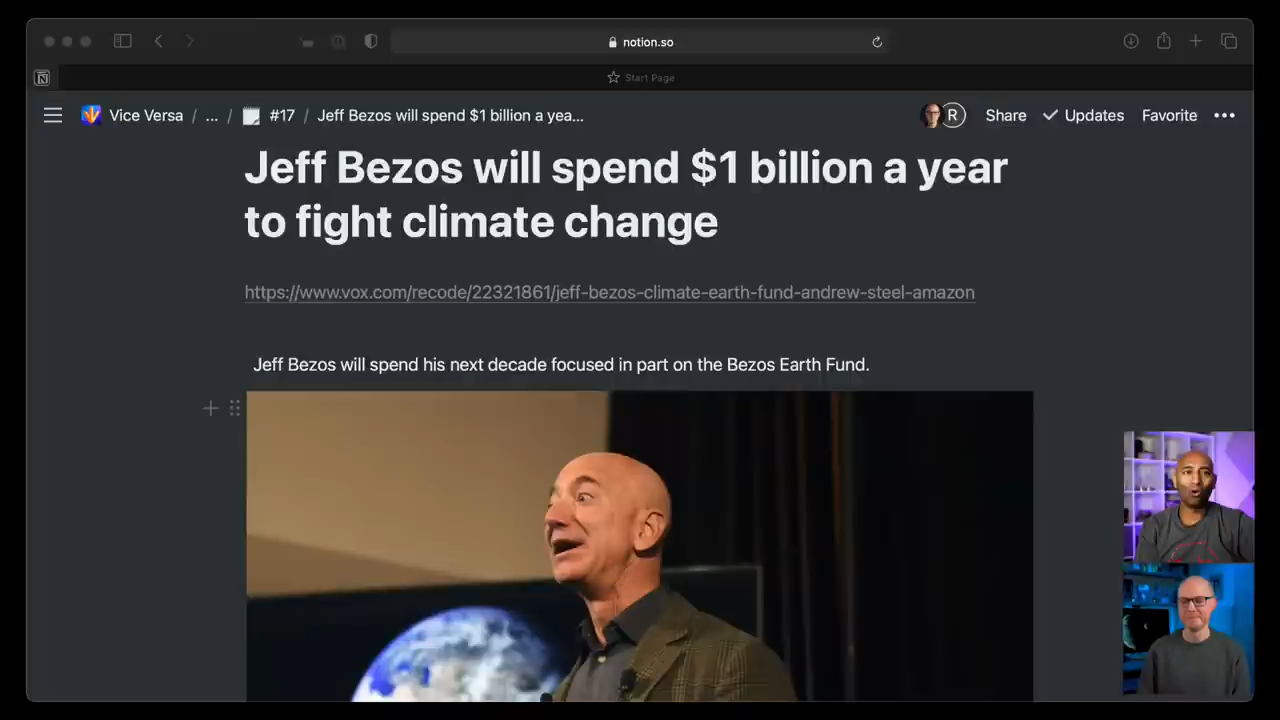 notion.so
Start Page
Vice Versa / ... / #17 / Jeff Bezos will spend $1 billion a yea...
R Share Updates Favorite
Jeff Bezos will spend $1 billion a year
to fight climate change
https://www.vox.com/recode/22321861/jeff-bezos-climate-earth-fund-andrew-steel-amazon
Jeff Bezos will spend his next decade focused in part on the Bezos Earth Fund.